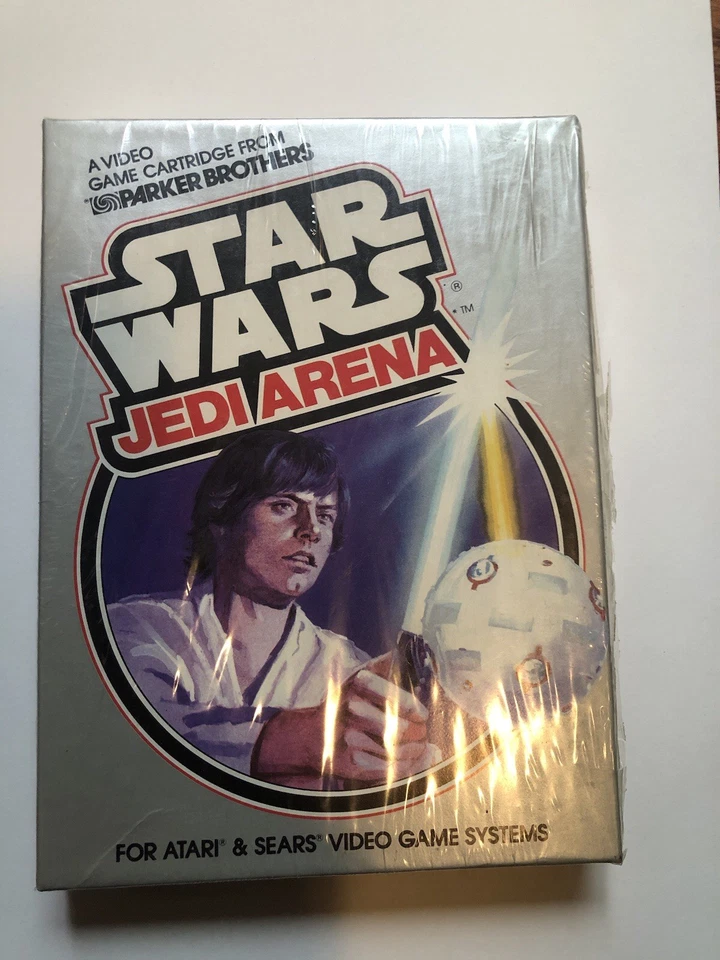 A VIDEO
GAME CARTRIDGE FROM
PARKER BROTHERS
STAR
WARS ®
™
JEDI ARENA
FOR ATARI® & SEARS® VIDEO GAME SYSTEMS